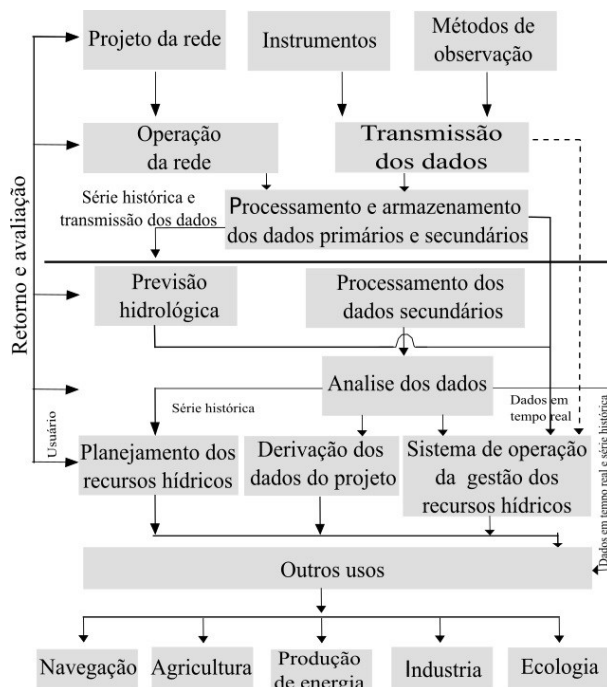 Projeto da rede
Instrumentos
Métodos de
observação
Operação
da rede
Transmissão
dos dados
Série histórica e
transmissão dos dados
Processamento e armazenamento
dos dados primários e secundários
Retorno e avaliação
Previsão
hidrológica
Processamento dos
dados secundários
Analise dos dados
Usuário
Série histórica
Dados em
tempo real
Dados em tempo real e série histórica
Planejamento dos
recursos hídricos
Derivação dos
dados do projeto
Sistema de operação
da gestão dos
recursos hídricos
Outros usos
Navegação
Agricultura
Produção
de energia
Industria
Ecologia